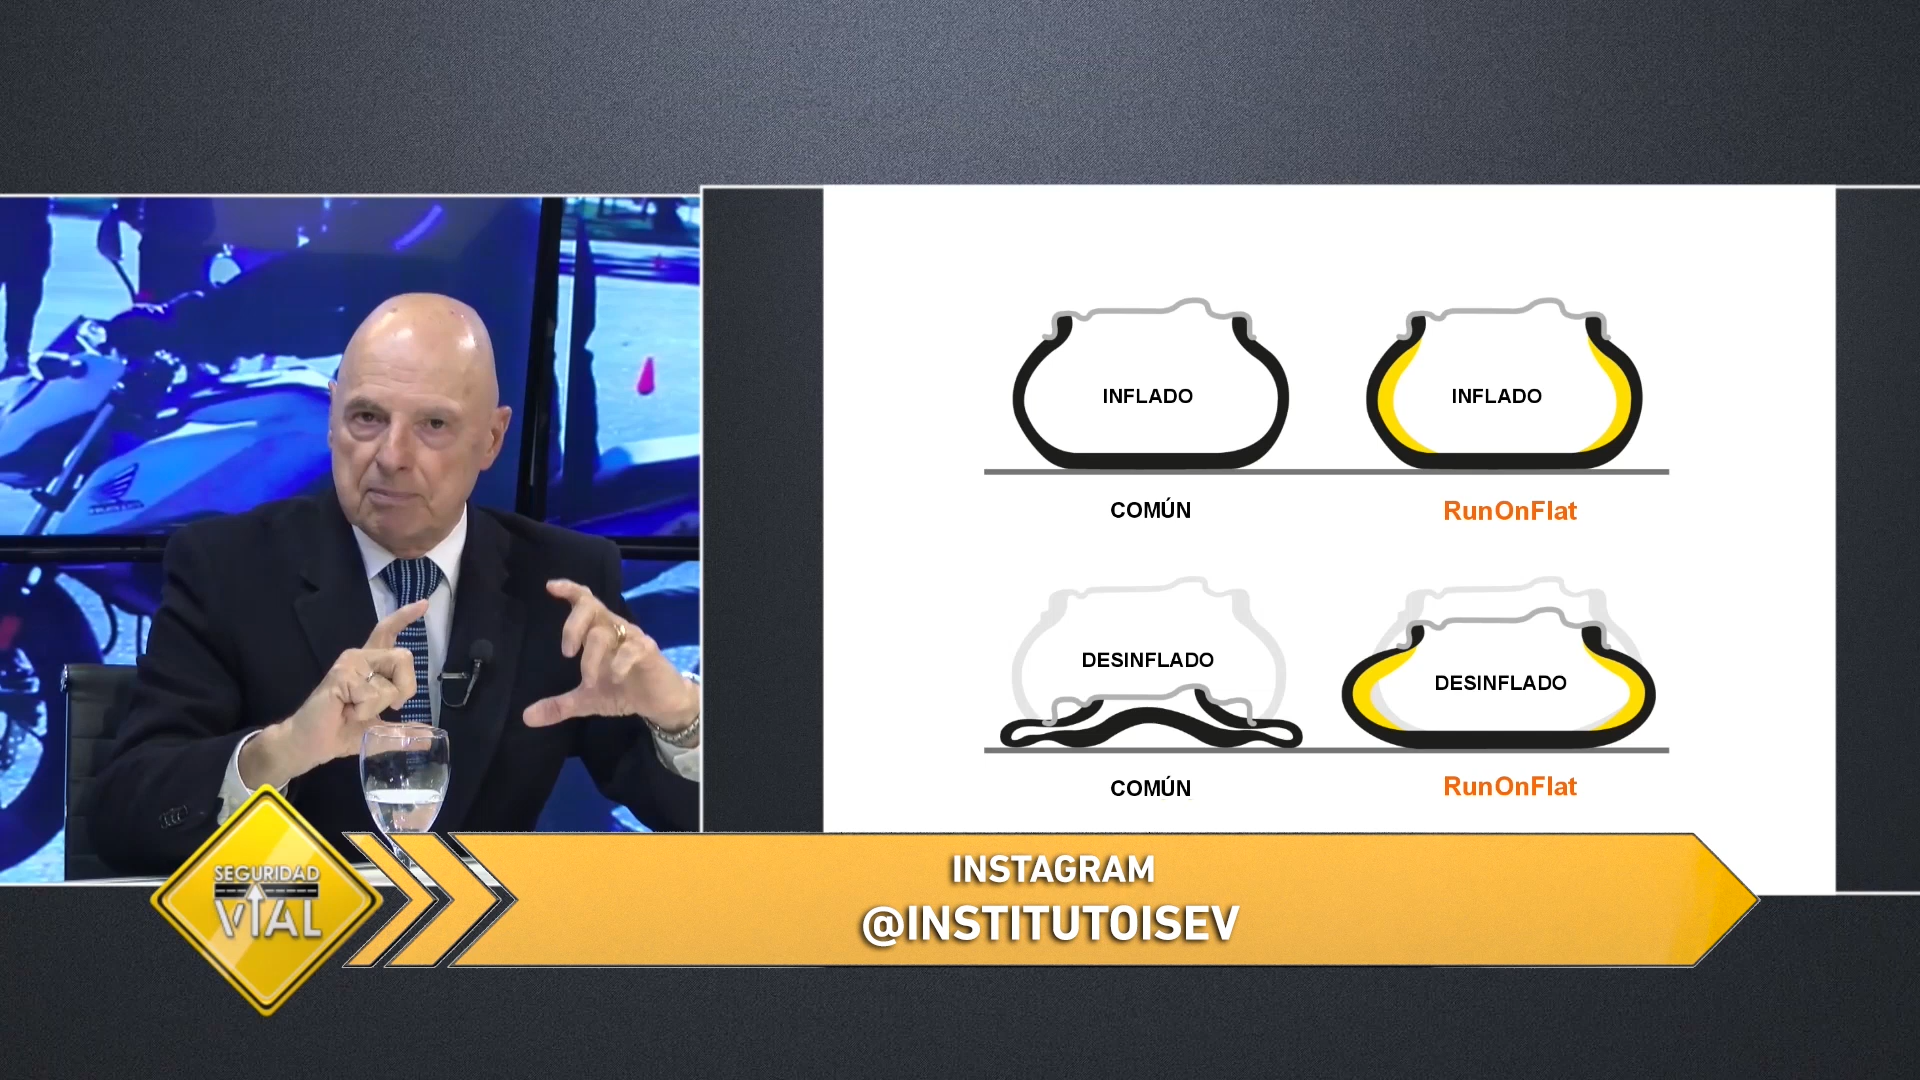 INFLADO
INFLADO
COMÚN
RunOnFlat
DESINFLADO
DESINFLADO
COMÚN
RunOnFlat
SEGURIDAD
VIAL
INSTAGRAM
@INSTITUTOISEV